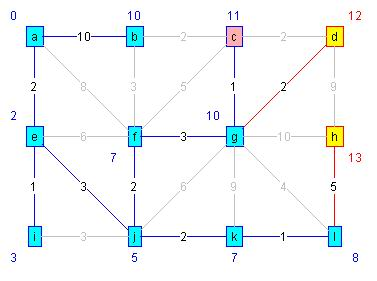 0 10 11 12
a 10 b 2 c 2 d
2 8 3 5 1 2 9
2 10
e 6 f 3 g 10 h
7 13
1 3 2 6 9 4 5
i 3 j 2 k 1 l
3 5 7 8